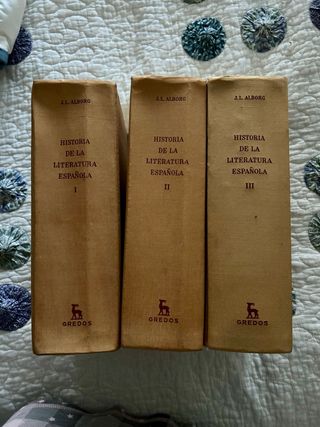 J. L. ALBORG
HISTORIA
DE LA
LITERATURA
ESPAÑOLA
I
GREDOS
J. L. ALBORG
HISTORIA
DE LA
LITERATURA
ESPAÑOLA
II
GREDOS
J. L. ALBORG
HISTORIA
DE LA
LITERATURA
ESPAÑOLA
III
GREDOS